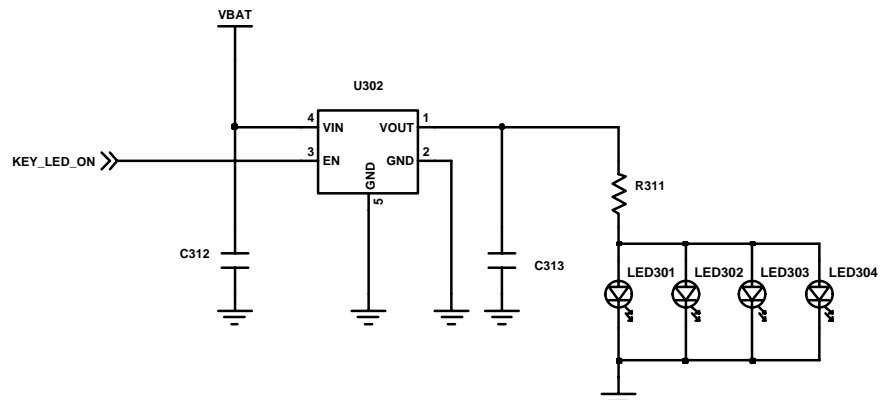 VBAT
U302
4
VIN
VOUT
1
KEY_LED_ON
3
EN
GND
2
GND
5
R311
C312
C313
LED301
LED302
LED303
LED304